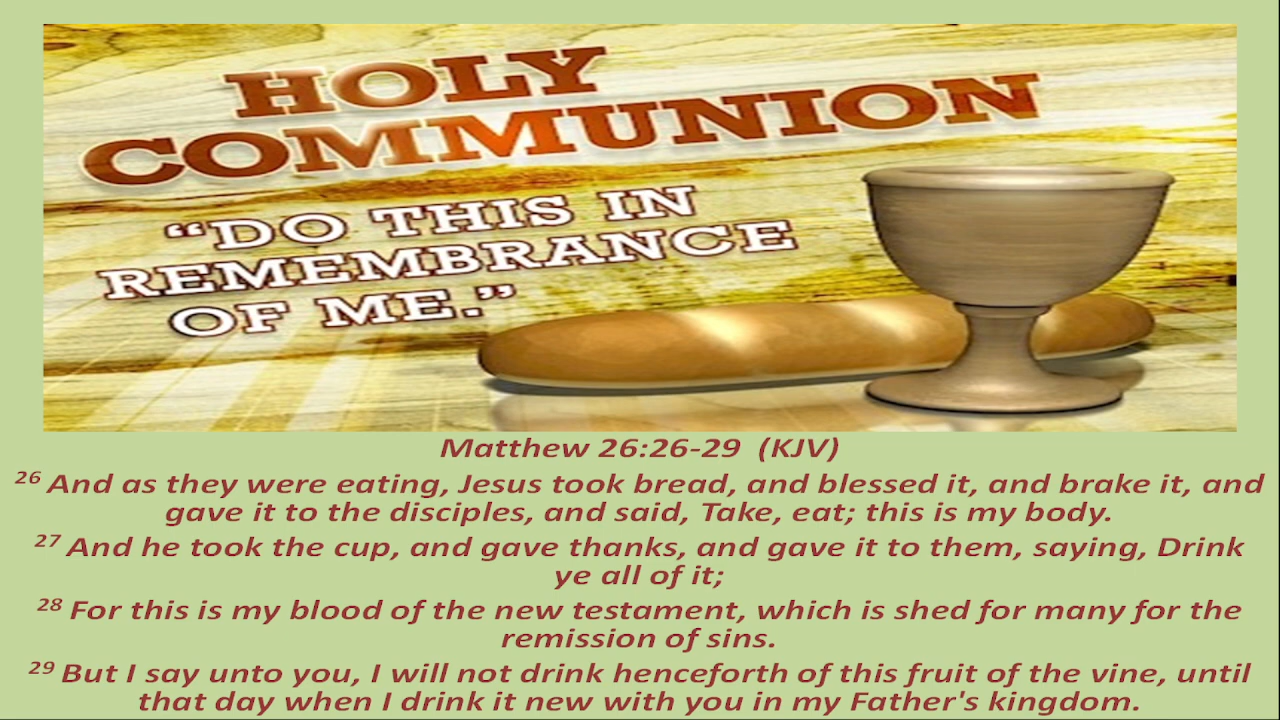 HOLY
COMMUNION
“DO THIS IN
REMEMBRANCE
OF ME.”
Matthew 26:26-29 (KJV)
26 And as they were eating, Jesus took bread, and blessed it, and brake it, and
gave it to the disciples, and said, Take, eat; this is my body.
27 And he took the cup, and gave thanks, and gave it to them, saying, Drink
ye all of it;
28 For this is my blood of the new testament, which is shed for many for the
remission of sins.
29 But I say unto you, I will not drink henceforth of this fruit of the vine, until
that day when I drink it new with you in my Father's kingdom.